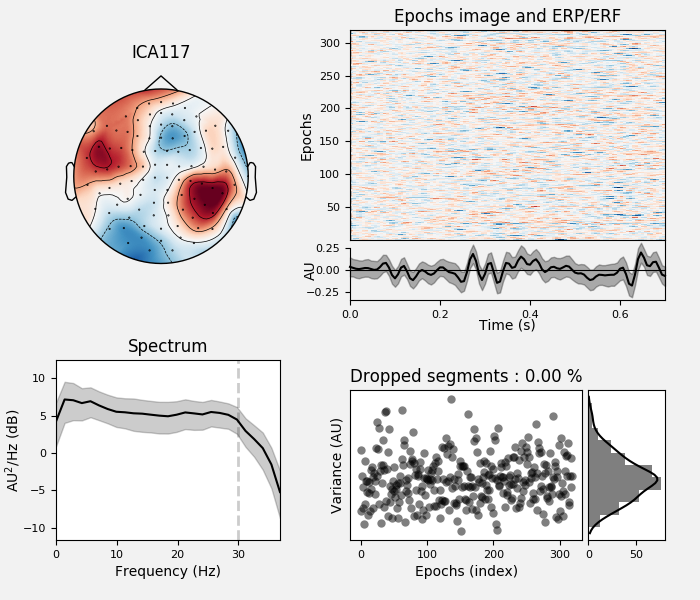 ICA117
Epochs image and ERP/ERF
Epochs
300
250
200
150
100
50
AU
0.25
0.00
−0.25
0.0 0.2 0.4 0.6
Time (s)
Spectrum
AU²/Hz (dB)
10
5
0
−5
−10
0 10 20 30
Frequency (Hz)
Dropped segments : 0.00 %
Variance (AU)
0 100 200 300
Epochs (index)
0 50